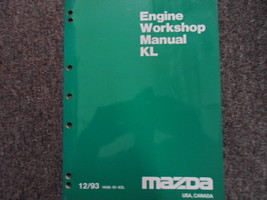 Engine
Workshop
Manual
KL
12/93
mazda
USA, CANADA